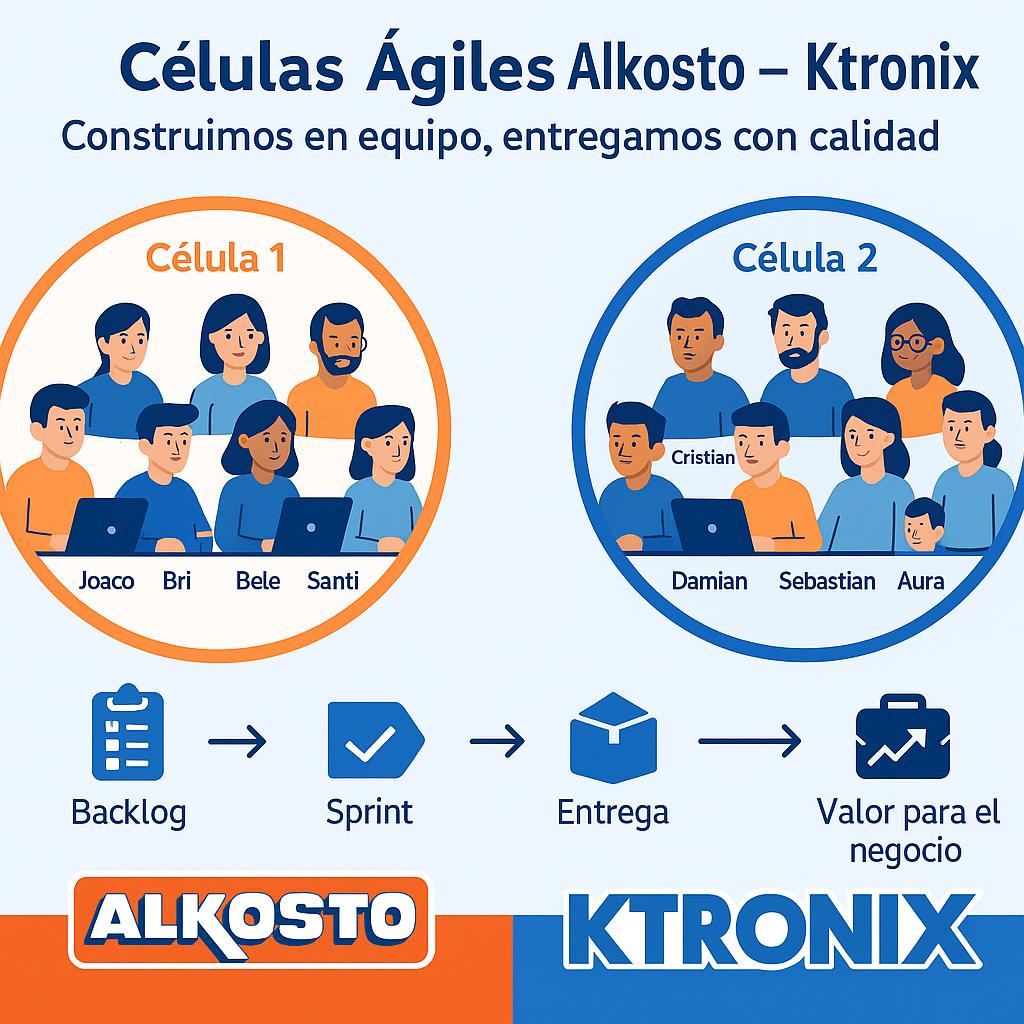 Células Ágiles Alkosto – Ktronix
Construimos en equipo, entregamos con calidad
Célula 1
Joaco Bri Bele Santi
Célula 2
Cristian
Damian Sebastian Aura
Backlog
Sprint
Entrega
Valor para el
negocio
ALKOSTO
KTRONIX